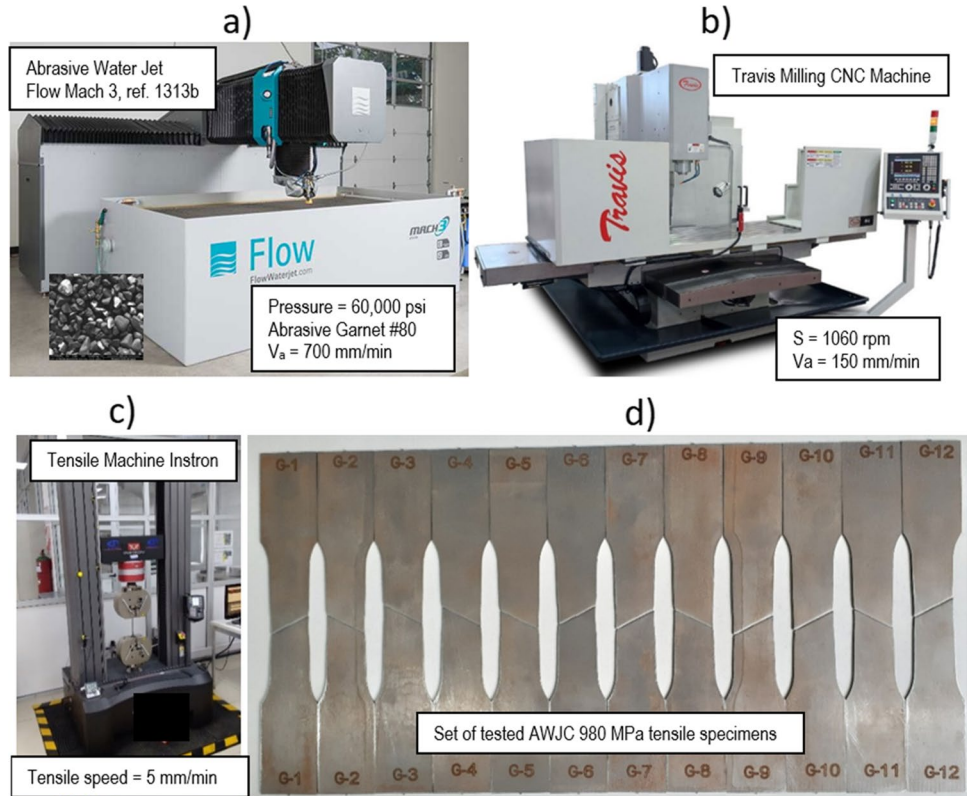 a)
Abrasive Water Jet
Flow Mach 3, ref. 1313b
MACH 3
Flow
FlowWaterjet.com
Pressure = 60,000 psi
Abrasive Garnet #80
Va = 700 mm/min
b)
Travis Milling CNC Machine
Travis
Travis
S = 1060 rpm
Va = 150 mm/min
c)
Tensile Machine Instron
Tensile speed = 5 mm/min
d)
G-1 G-2 G-3 G-4 G-5 G-6 G-7 G-8 G-9 G-10 G-11 G-12
Set of tested AWJC 980 MPa tensile specimens
G-1 G-2 G-3 G-4 G-5 G-6 G-7 G-8 G-9 G-10 G-11 G-12